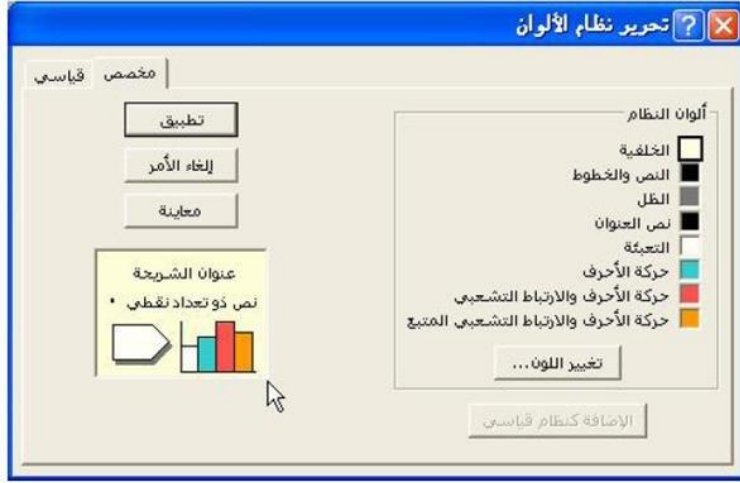 تحرير نظام الألوان
قياسي
مخصص
ألوان النظام
الخلفية
النص والخطوط
الظل
نص العنوان
التعبئة
حركة الأحرف
حركة الأحرف والارتباط التشعبي
حركة الأحرف والارتباط التشعبي المتبع
تغيير اللون...
الإضافة كنظام قياسي
تطبيق
إلغاء الأمر
معاينة
عنوان الشريحة
نص ذو تعداد نقطي •